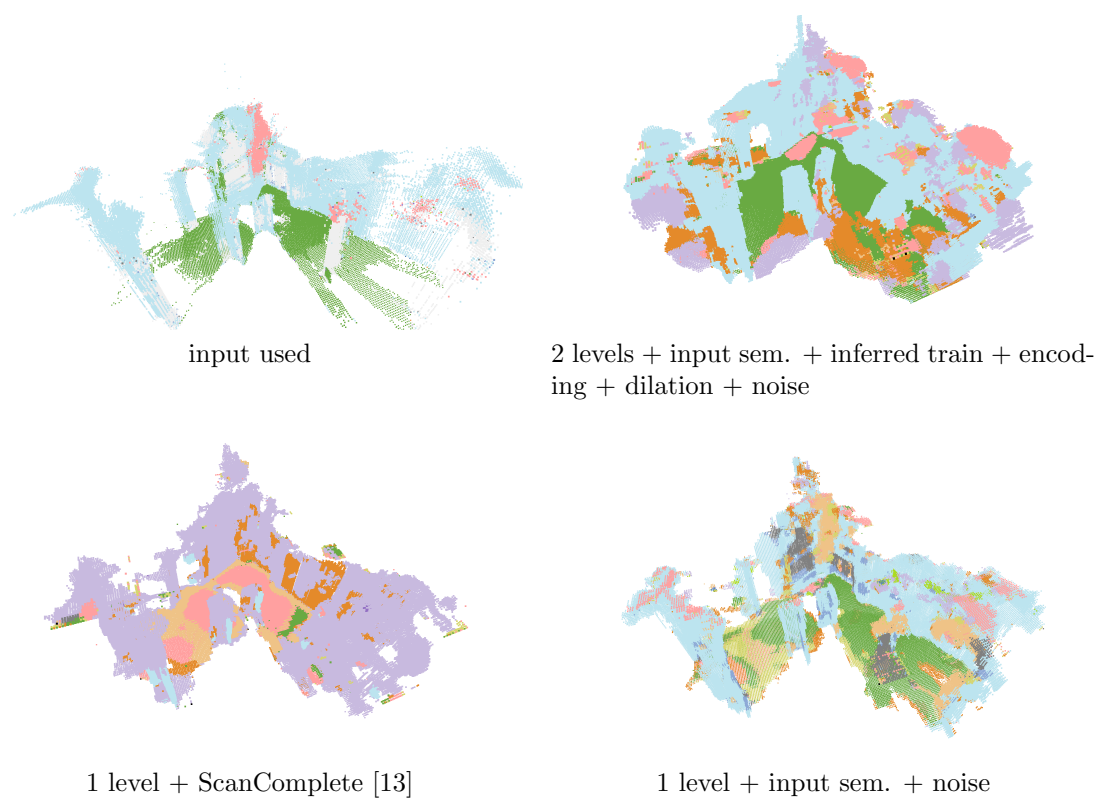 input used
2 levels + input sem. + inferred train + encod-
ing + dilation + noise
1 level + ScanComplete [13]
1 level + input sem. + noise